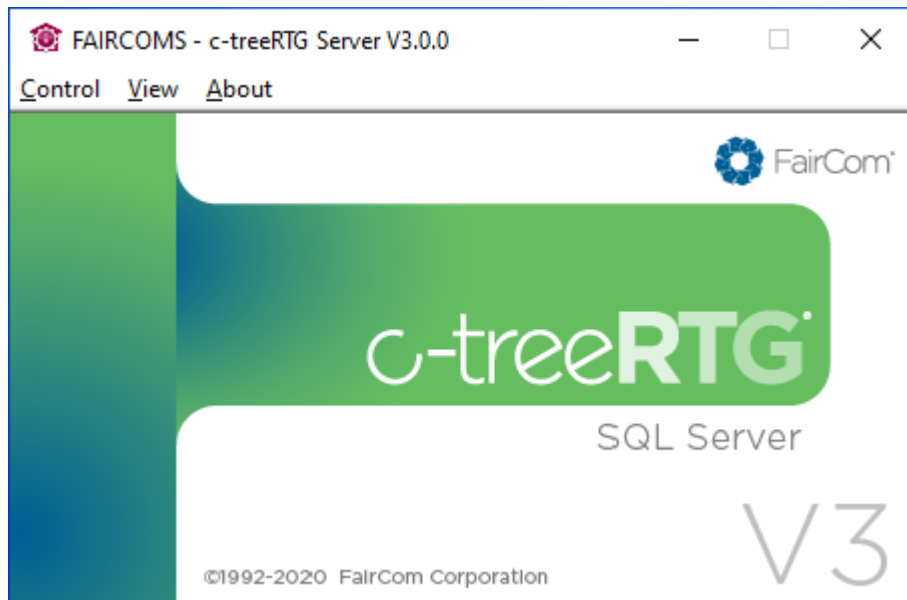 FAIRCOMS - c-treeRTG Server V3.0.0
Control View About
FairCom®
c-treeRTG®
SQL Server
V3
©1992-2020 FairCom Corporation